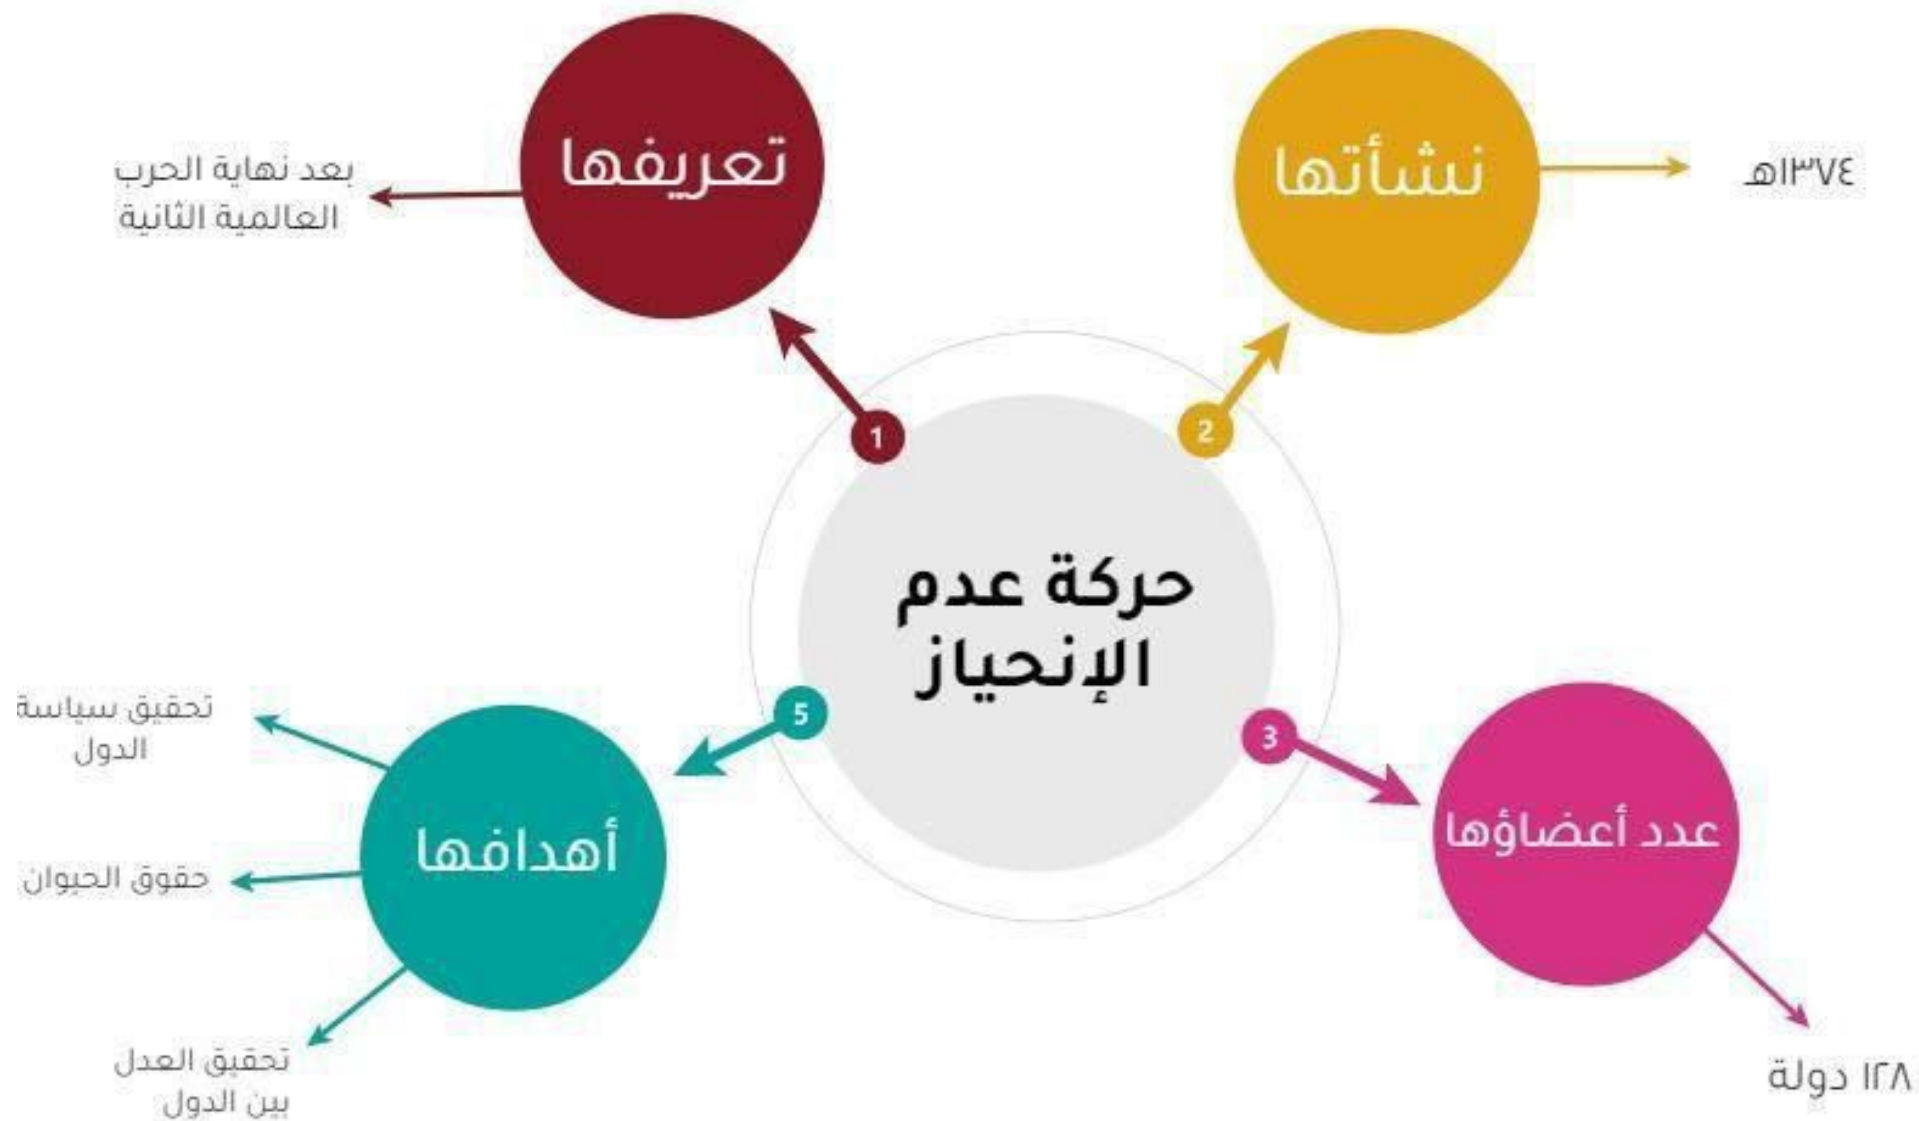 حركة عدم
الإنحياز
1
تعريفها
بعد نهاية الحرب
العالمية الثانية
2
نشأتها
١٣٧٤هـ
3
عدد أعضاؤها
١٢٨ دولة
5
أهدافها
تحقيق سياسة
الدول
حقوق الحيوان
تحقيق العدل
بين الدول